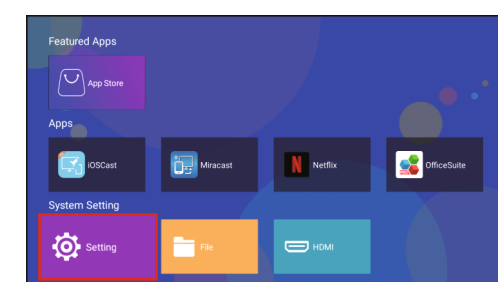 Featured Apps
App Store
Apps
iOSCast
Miracast
Netflix
OfficeSuite
System Setting
Setting
File
HDMI